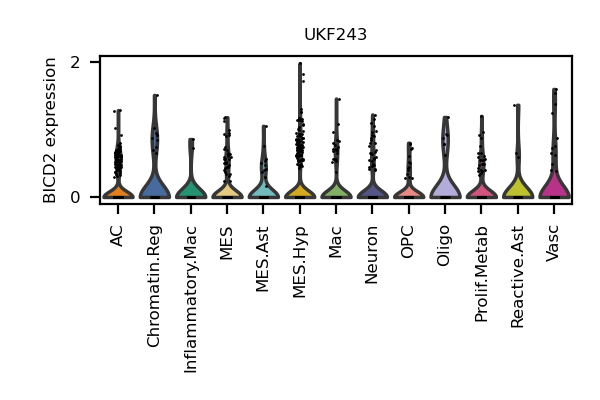 UKF243
BICD2 expression
2
0
AC
Chromatin.Reg
Inflammatory.Mac
MES
MES.Ast
MES.Hyp
Mac
Neuron
OPC
Oligo
Prolif.Metab
Reactive.Ast
Vasc